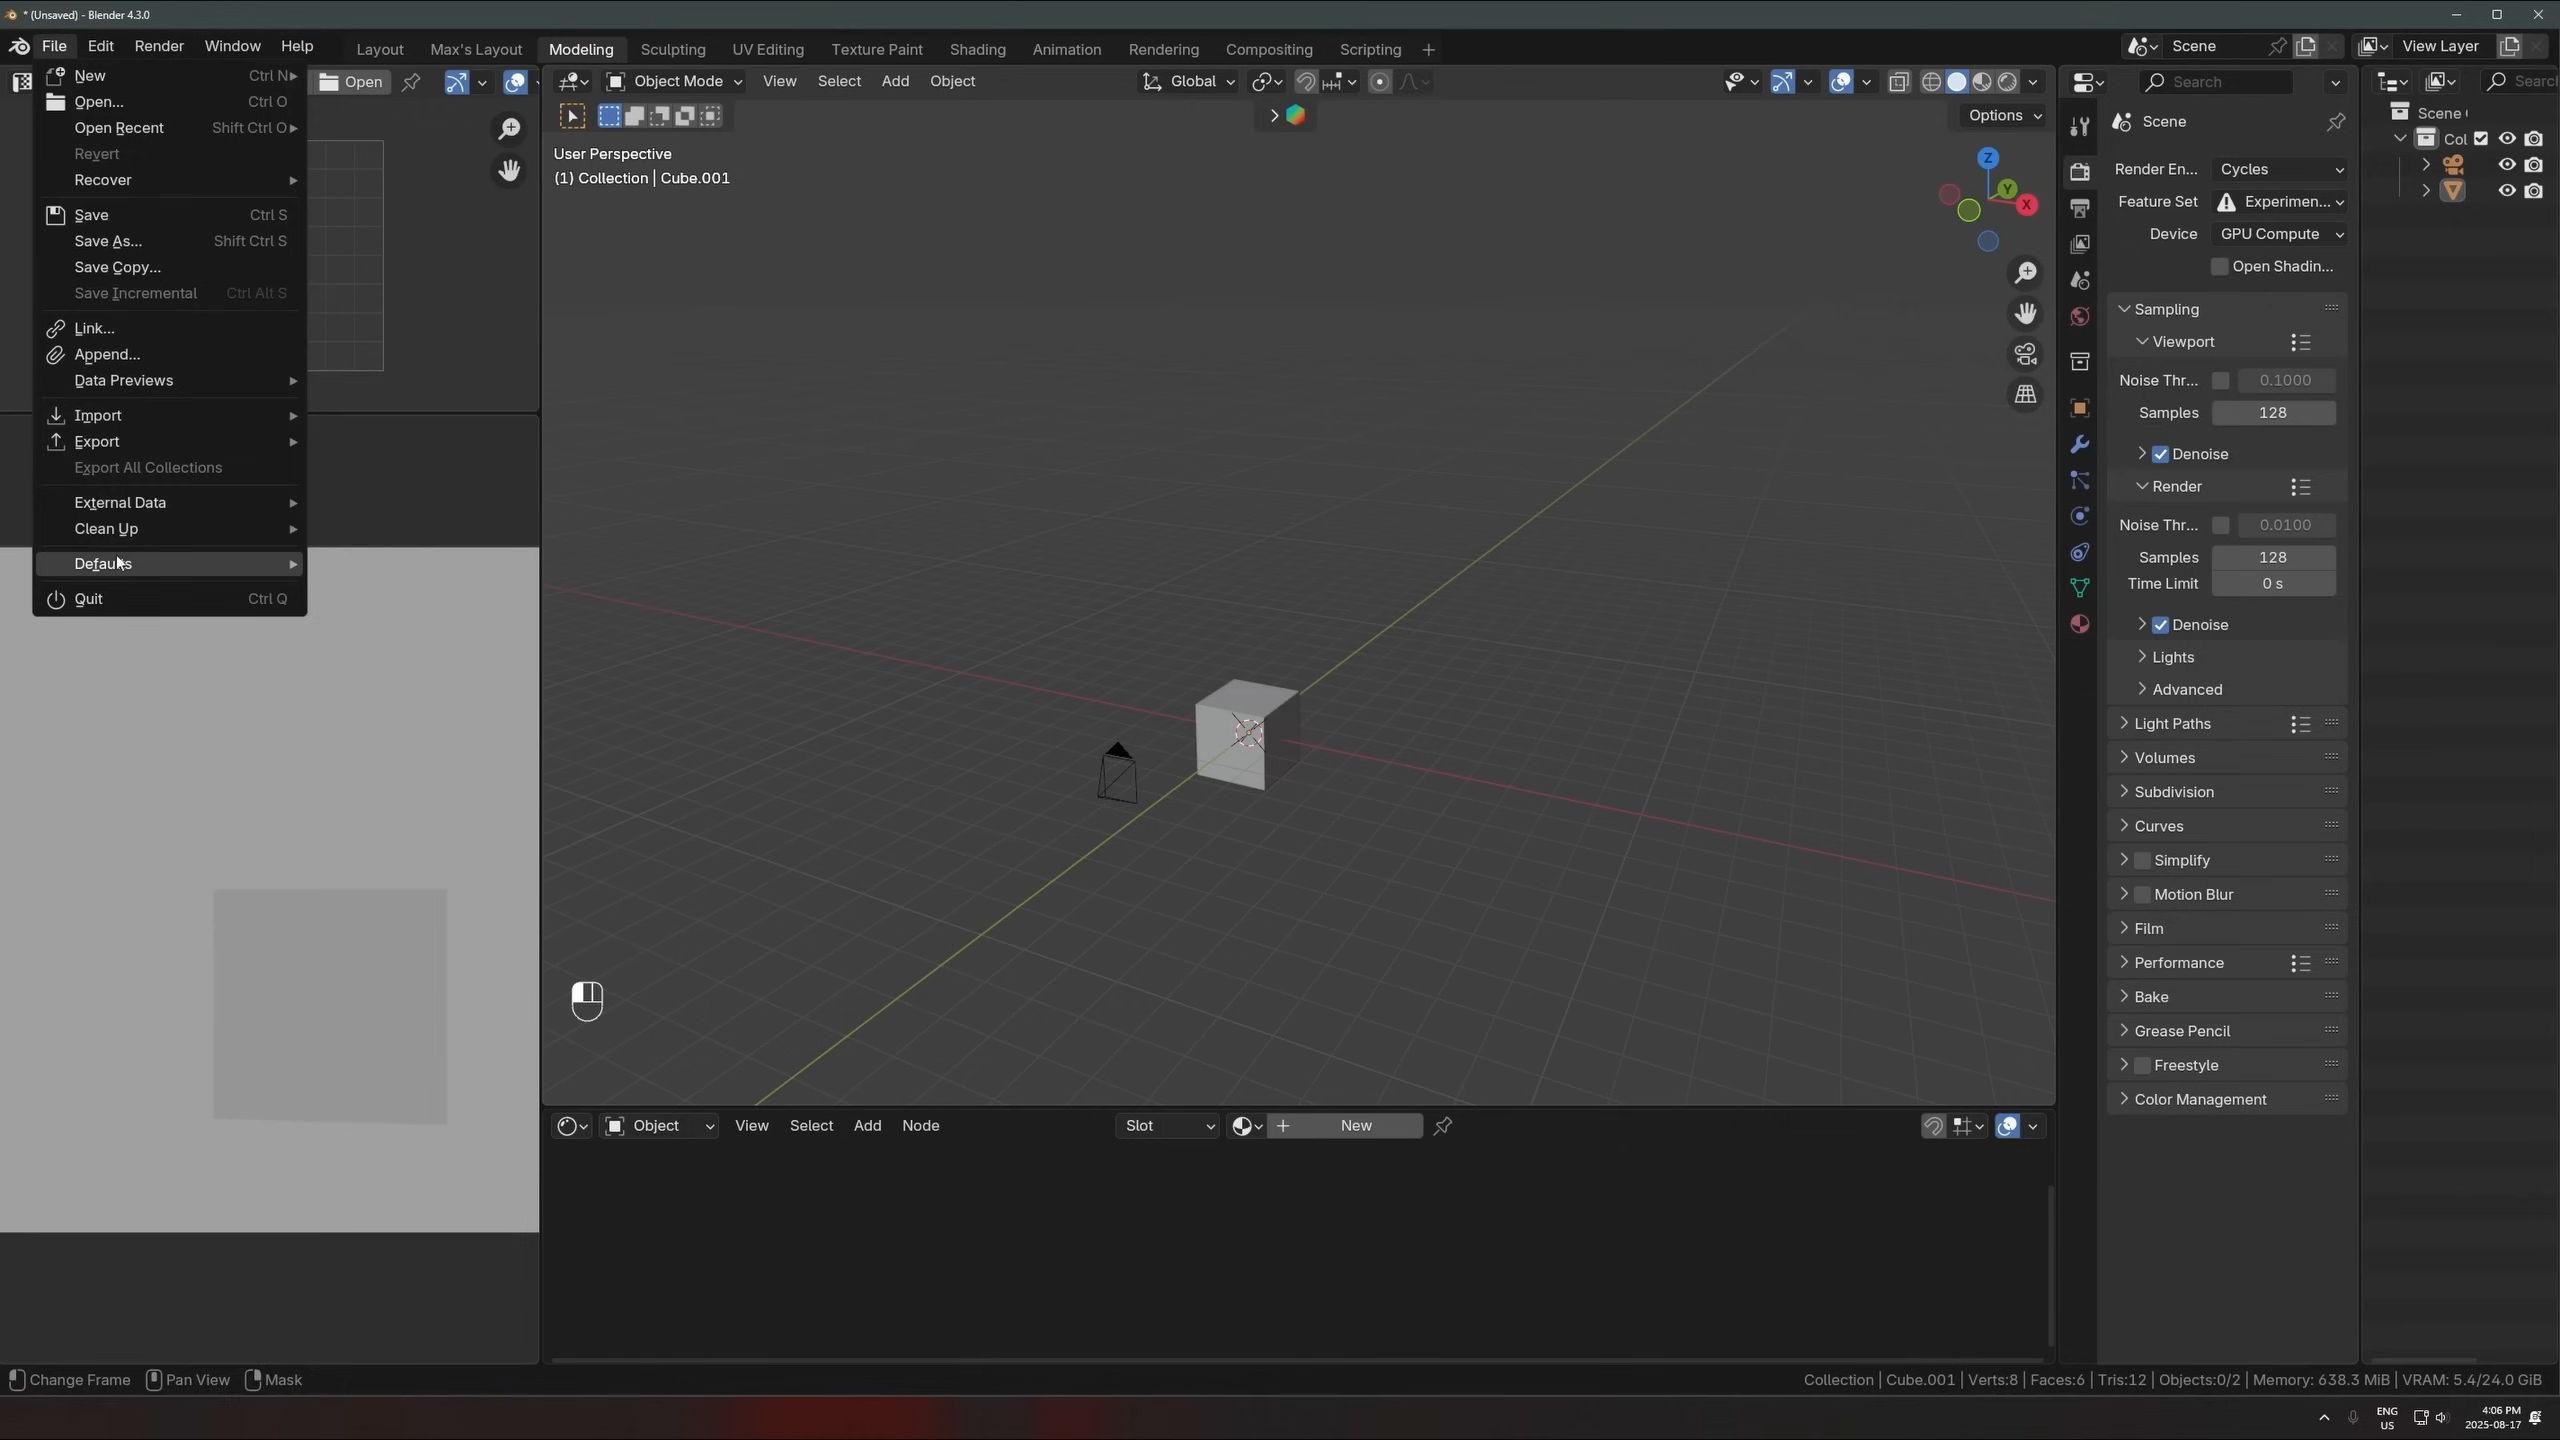 * (Unsaved) - Blender 4.3.0
File Edit Render Window Help
Layout Max's Layout Modeling Sculpting UV Editing Texture Paint Shading Animation Rendering Compositing Scripting
Scene
View Layer
New Ctrl N
Open... Ctrl O
Open Recent Shift Ctrl O
Revert
Recover
Save Ctrl S
Save As... Shift Ctrl S
Save Copy...
Save Incremental Ctrl Alt S
Link...
Append...
Data Previews
Import
Export
Export All Collections
External Data
Clean Up
Defaults
Quit Ctrl Q
Open
Object Mode View Select Add Object
Global
Options
User Perspective
(1) Collection | Cube.001
Z
Y
X
Search
Scene
Render En... Cycles
Feature Set Experimen...
Device GPU Compute
Open Shadin...
Sampling
Viewport
Noise Thr... 0.1000
Samples 128
Denoise
Render
Noise Thr... 0.0100
Samples 128
Time Limit 0 s
Denoise
Lights
Advanced
Light Paths
Volumes
Subdivision
Curves
Simplify
Motion Blur
Film
Performance
Bake
Grease Pencil
Freestyle
Color Management
Search
Scene
Col
Object View Select Add Node
Slot
New
Change Frame Pan View Mask
Collection | Cube.001 | Verts:8 | Faces:6 | Tris:12 | Objects:0/2 | Memory: 638.3 MiB | VRAM: 5.4/24.0 GiB
ENG
US
4:06 PM
2025-08-17